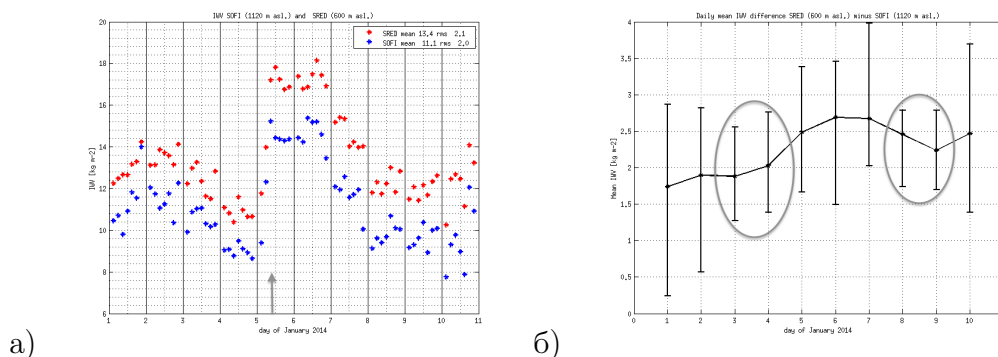 IWV SOFI (1120 m asl.) and SRED (600 m asl.)
SRED mean 13.4 rms 2.1
SOFI mean 11.1 rms 2.0
IWV [kg m-2]
20
18
16
14
12
10
8
6
1 2 3 4 5 6 7 8 9 10 11
day of January 2014
а)
Daily mean IWV difference SRED (600 m asl.) minus SOFI (1120 m asl.)
Mean IWV [kg m-2]
4
3.5
3
2.5
2
1.5
1
0.5
0
0 1 2 3 4 5 6 7 8 9 10
day of January 2014
б)